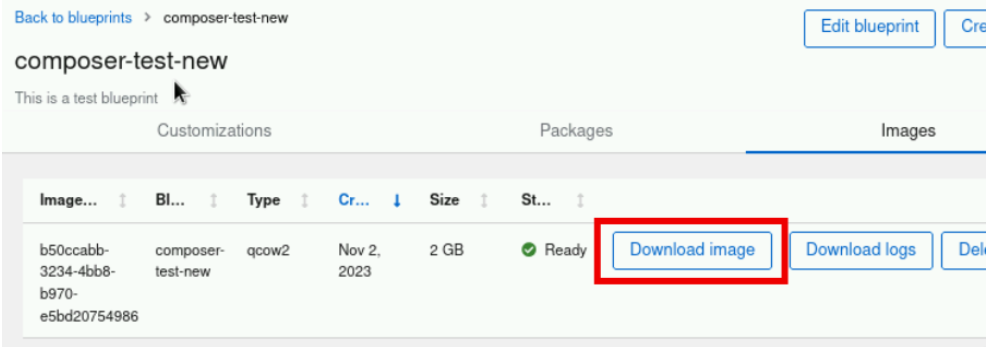 Back to blueprints > composer-test-new
Edit blueprint
Cre
composer-test-new
This is a test blueprint
Customizations
Packages
Images
Image... Bl... Type Cr... Size St...
b50ccabb- composer- qcow2 Nov 2, 2 GB Ready Download image Download logs Dele
3234-4bb8- test-new 2023
b970-
e5bd20754986